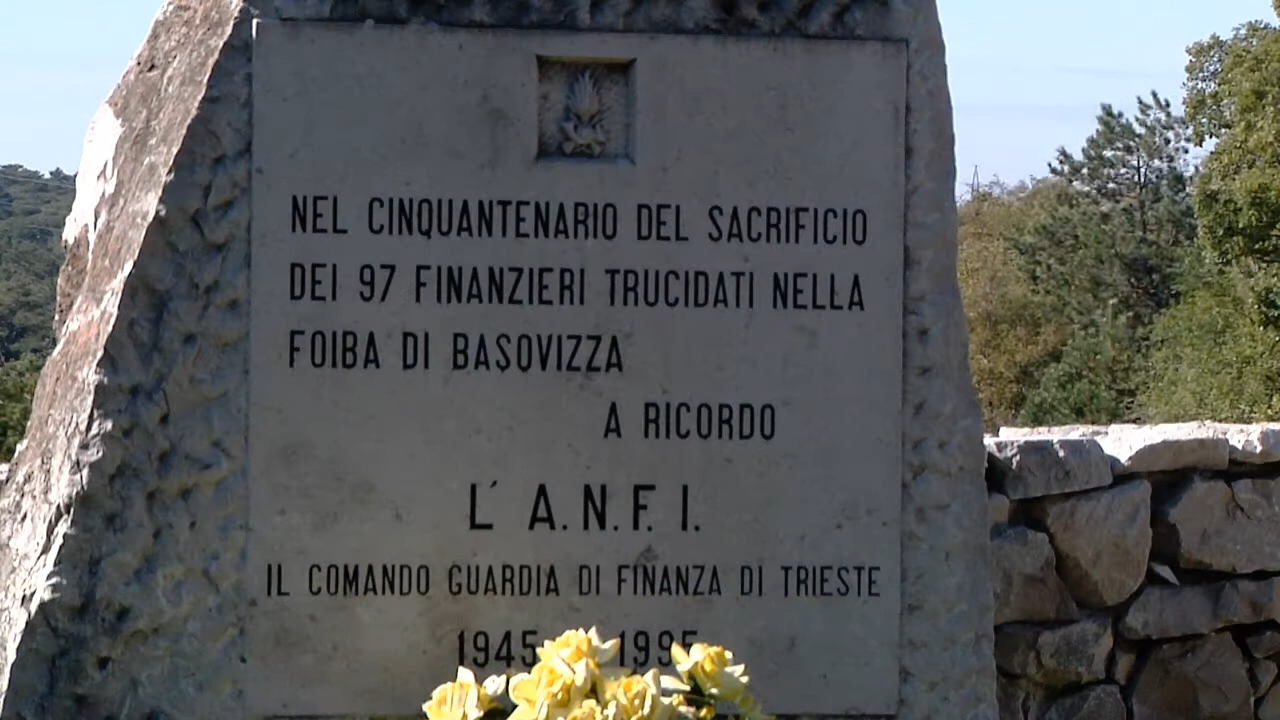 NEL CINQUANTENARIO DEL SACRIFICIO
DEI 97 FINANZIERI TRUCIDATI NELLA
FOIBA DI BASOVIZZA
A RICORDO
L' A.N.F.I.
IL COMANDO GUARDIA DI FINANZA DI TRIESTE
1945 1995